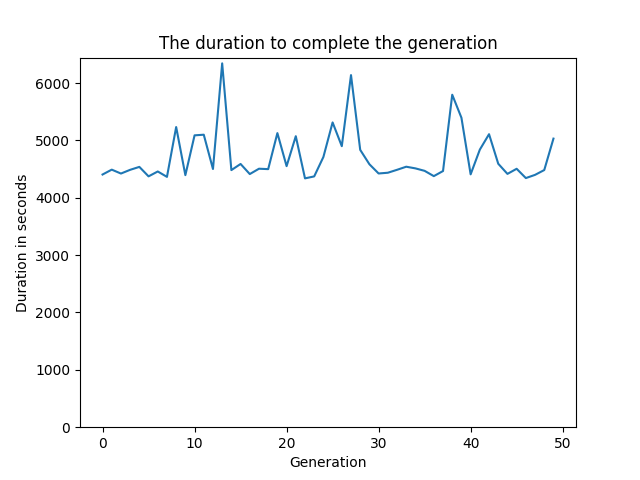 The duration to complete the generation
6000
5000
4000
3000
2000
1000
0
Duration in seconds
0 10 20 30 40 50
Generation